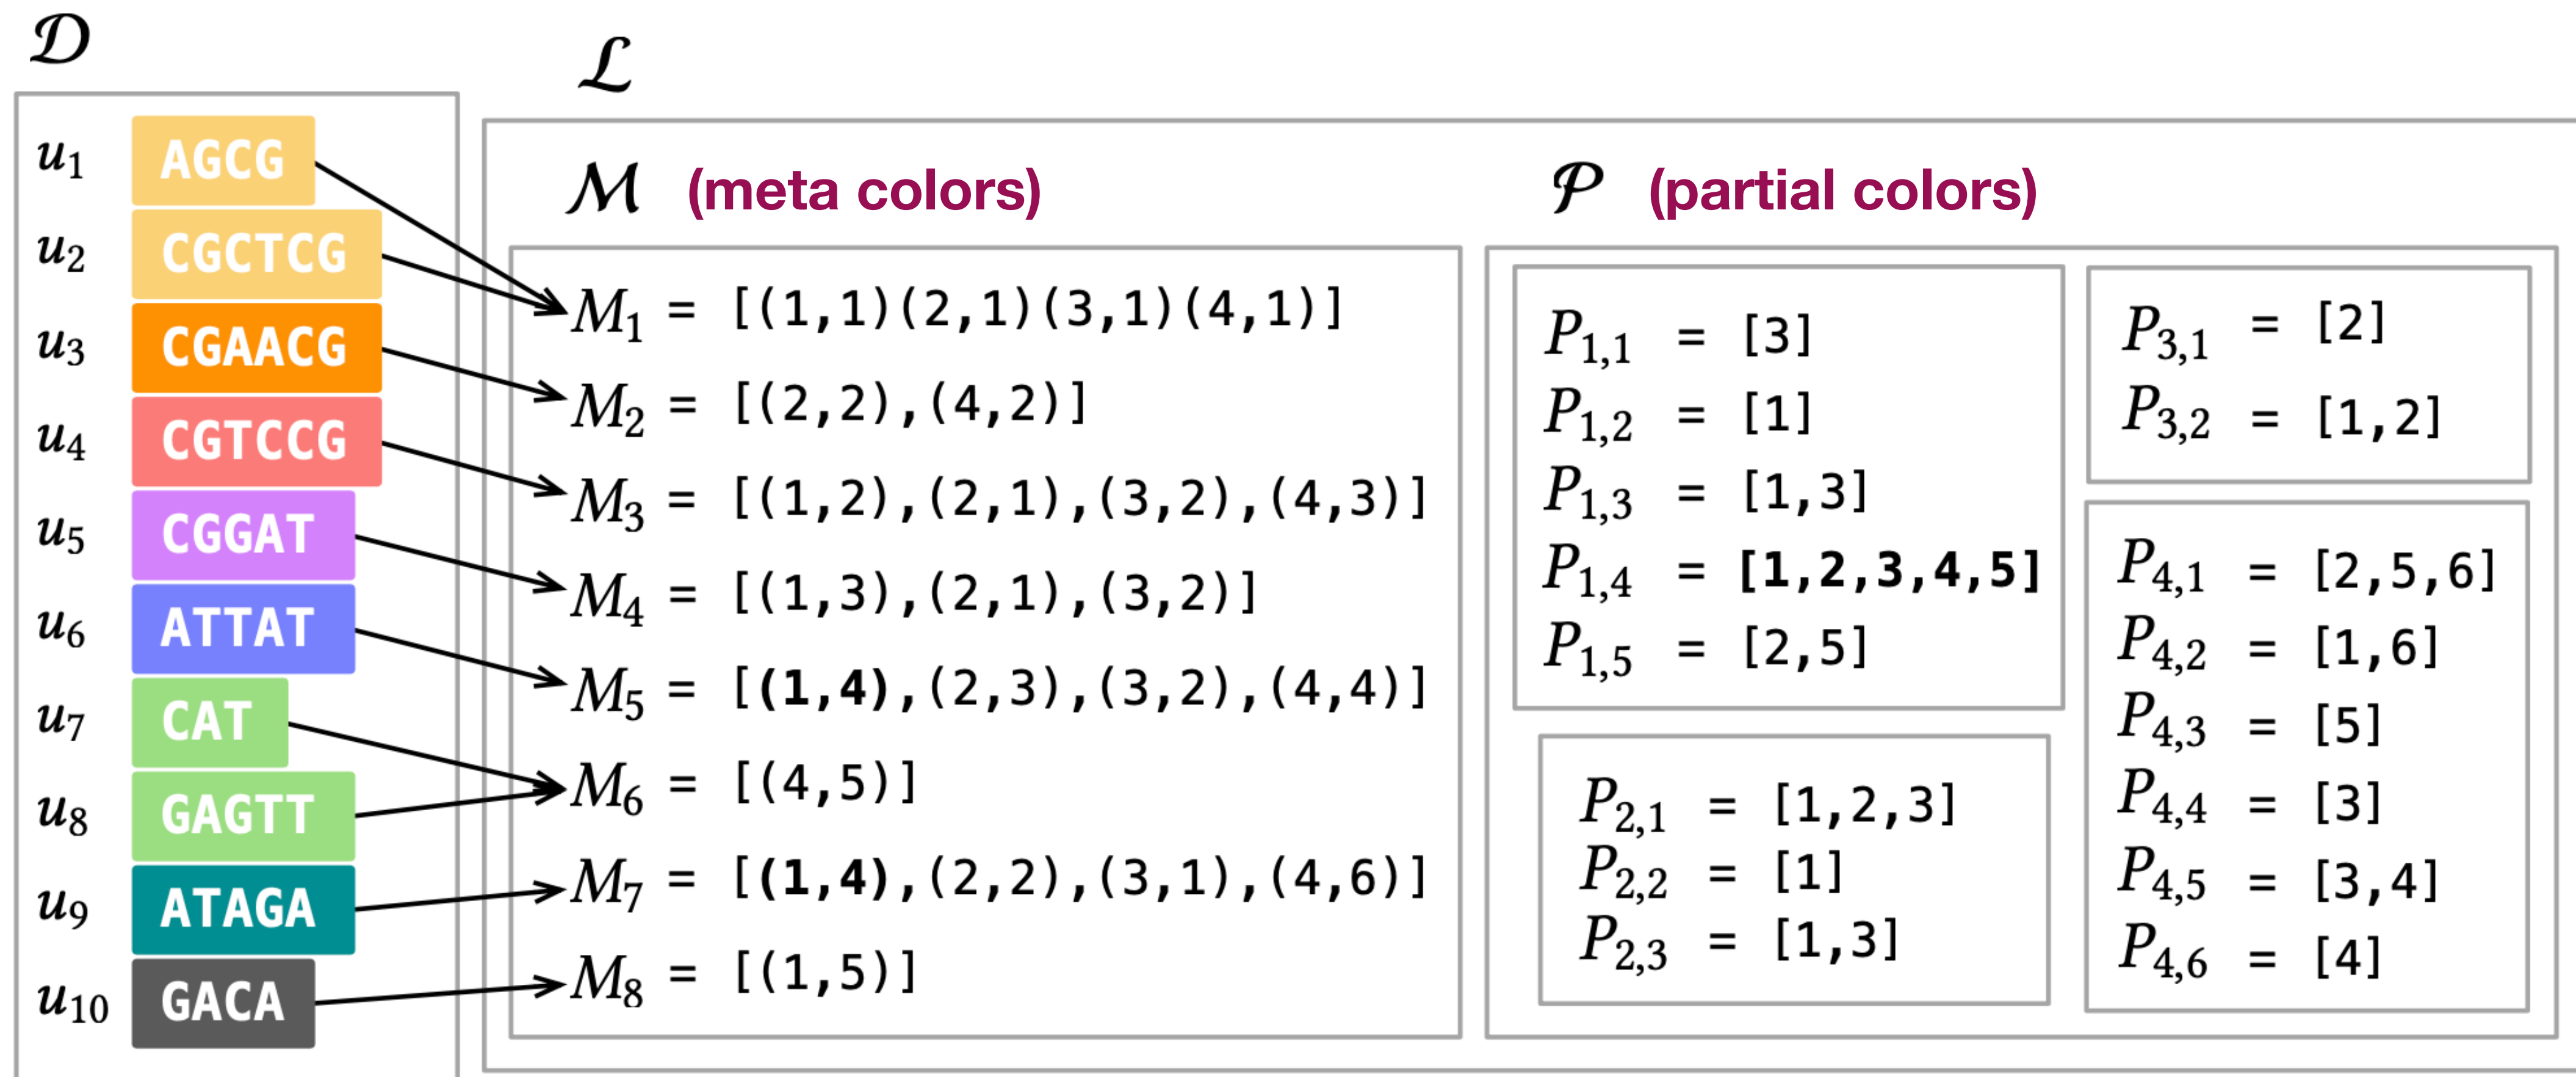 𝒟
u1 AGCG
u2 CGCTCG
u3 CGAACG
u4 CGTCCG
u5 CGGAT
u6 ATTAT
u7 CAT
u8 GAGTT
u9 ATAGA
u10 GACA
ℒ
ℳ (meta colors)
M1 = [(1,1)(2,1)(3,1)(4,1)]
M2 = [(2,2),(4,2)]
M3 = [(1,2),(2,1),(3,2),(4,3)]
M4 = [(1,3),(2,1),(3,2)]
M5 = [(1,4),(2,3),(3,2),(4,4)]
M6 = [(4,5)]
M7 = [(1,4),(2,2),(3,1),(4,6)]
M8 = [(1,5)]
𝒫 (partial colors)
P1,1 = [3]
P1,2 = [1]
P1,3 = [1,3]
P1,4 = [1,2,3,4,5]
P1,5 = [2,5]
P2,1 = [1,2,3]
P2,2 = [1]
P2,3 = [1,3]
P3,1 = [2]
P3,2 = [1,2]
P4,1 = [2,5,6]
P4,2 = [1,6]
P4,3 = [5]
P4,4 = [3]
P4,5 = [3,4]
P4,6 = [4]